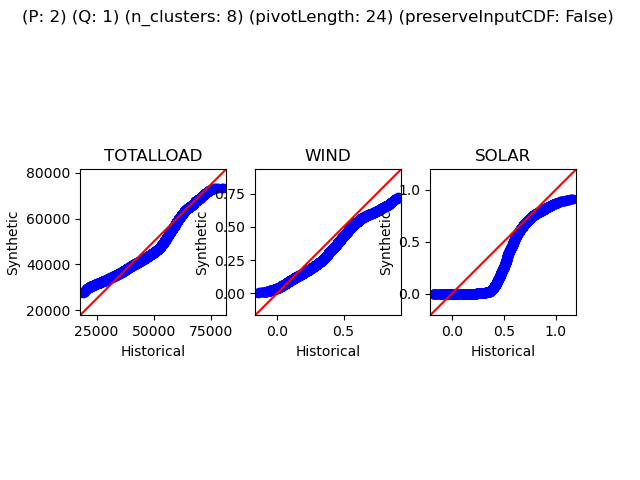 (P: 2) (Q: 1) (n_clusters: 8) (pivotLength: 24) (preserveInputCDF: False)
TOTALLOAD
80000
60000
40000
20000
Synthetic
25000 50000 75000
Historical
WIND
0.75
0.50
0.25
0.00
Synthetic
0.0 0.5
Historical
SOLAR
1.0
0.5
0.0
Synthetic
0.0 0.5 1.0
Historical